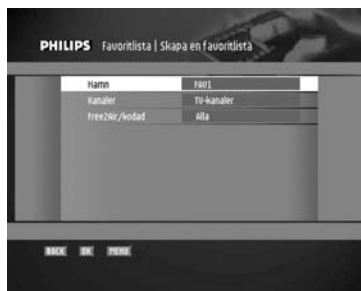 PHILIPS Favoritlista | Skapa en favoritlista
Namn FAV1
Kanaler TV-kanaler
Free2Air/kodad Alla
BACK OK MENU